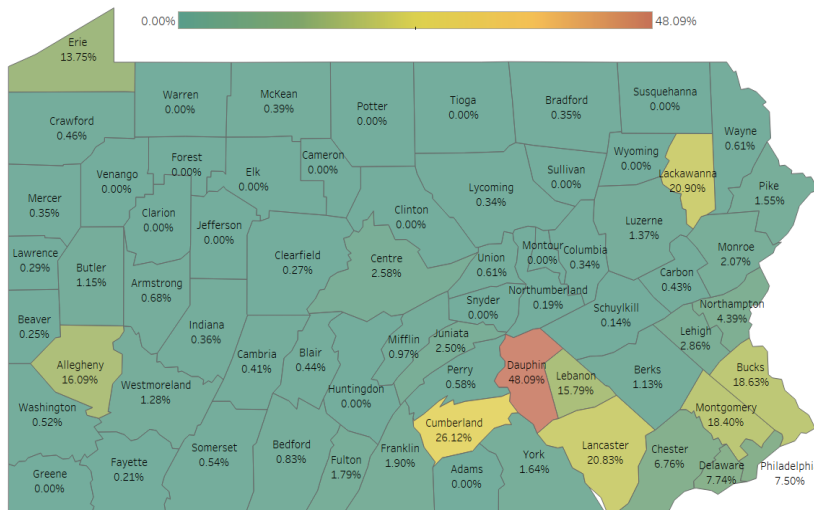 0.00%
48.09%
Erie
13.75%
Warren
0.00%
McKean
0.39%
Potter
0.00%
Tioga
0.00%
Bradford
0.35%
Susquehanna
0.00%
Crawford
0.46%
Wayne
0.61%
Forest
0.00%
Elk
0.00%
Cameron
0.00%
Sullivan
0.00%
Wyoming
0.00%
Lackawanna
20.90%
Venango
0.00%
Pike
1.55%
Mercer
0.35%
Clarion
0.00%
Jefferson
0.00%
Clinton
0.00%
Lycoming
0.34%
Luzerne
1.37%
Lawrence
0.29%
Butler
1.15%
Armstrong
0.68%
Clearfield
0.27%
Centre
2.58%
Union
0.61%
Montour
0.00%
Columbia
0.34%
Monroe
2.07%
Carbon
0.43%
Northumberland
0.19%
Snyder
0.00%
Schuylkill
0.14%
Northampton
4.39%
Beaver
0.25%
Indiana
0.36%
Lehigh
2.86%
Allegheny
16.09%
Cambria
0.41%
Blair
0.44%
Mifflin
0.97%
Juniata
2.50%
Perry
0.58%
Dauphin
48.09%
Lebanon
15.79%
Berks
1.13%
Bucks
18.63%
Westmoreland
1.28%
Huntingdon
0.00%
Washington
0.52%
Cumberland
26.12%
Montgomery
18.40%
Somerset
0.54%
Bedford
0.83%
Fulton
1.79%
Franklin
1.90%
Adams
0.00%
York
1.64%
Lancaster
20.83%
Chester
6.76%
Delaware
7.74%
Philadelphi
7.50%
Greene
0.00%
Fayette
0.21%